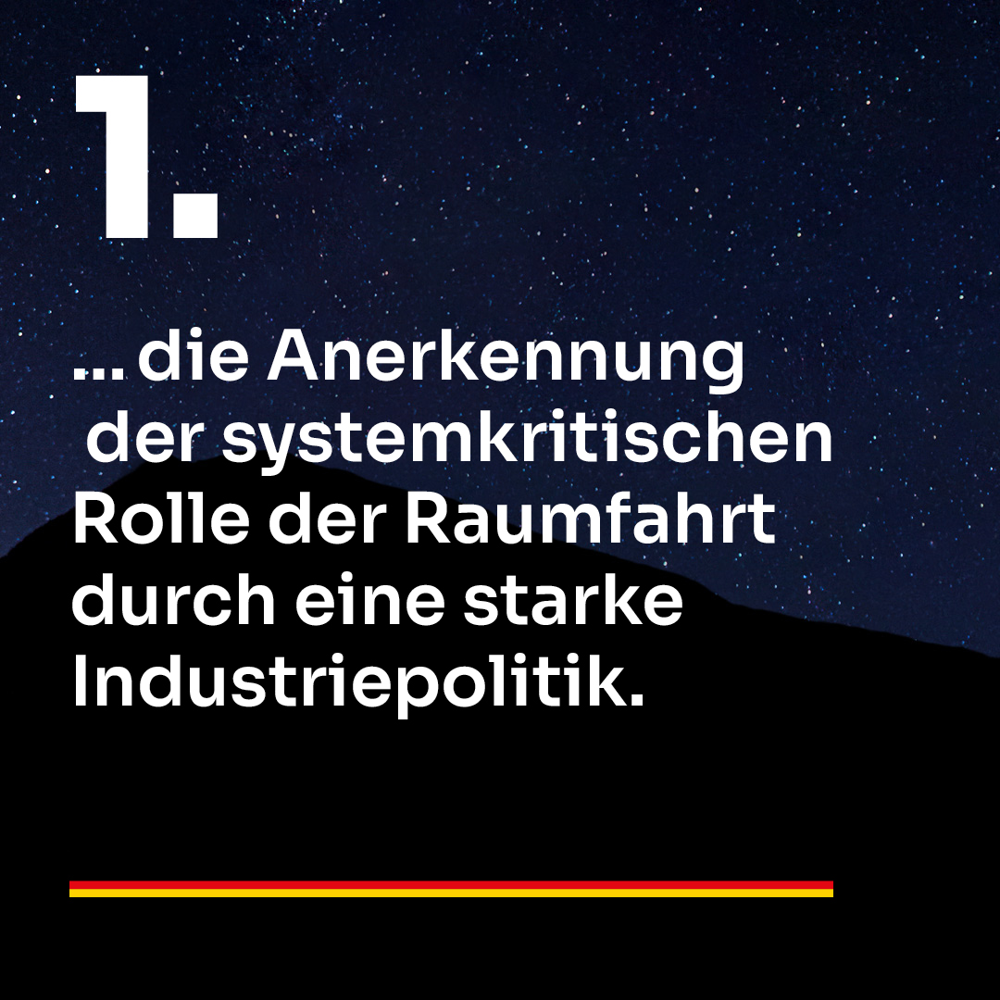 1.
... die Anerkennung
der systemkritischen
Rolle der Raumfahrt
durch eine starke
Industriepolitik.